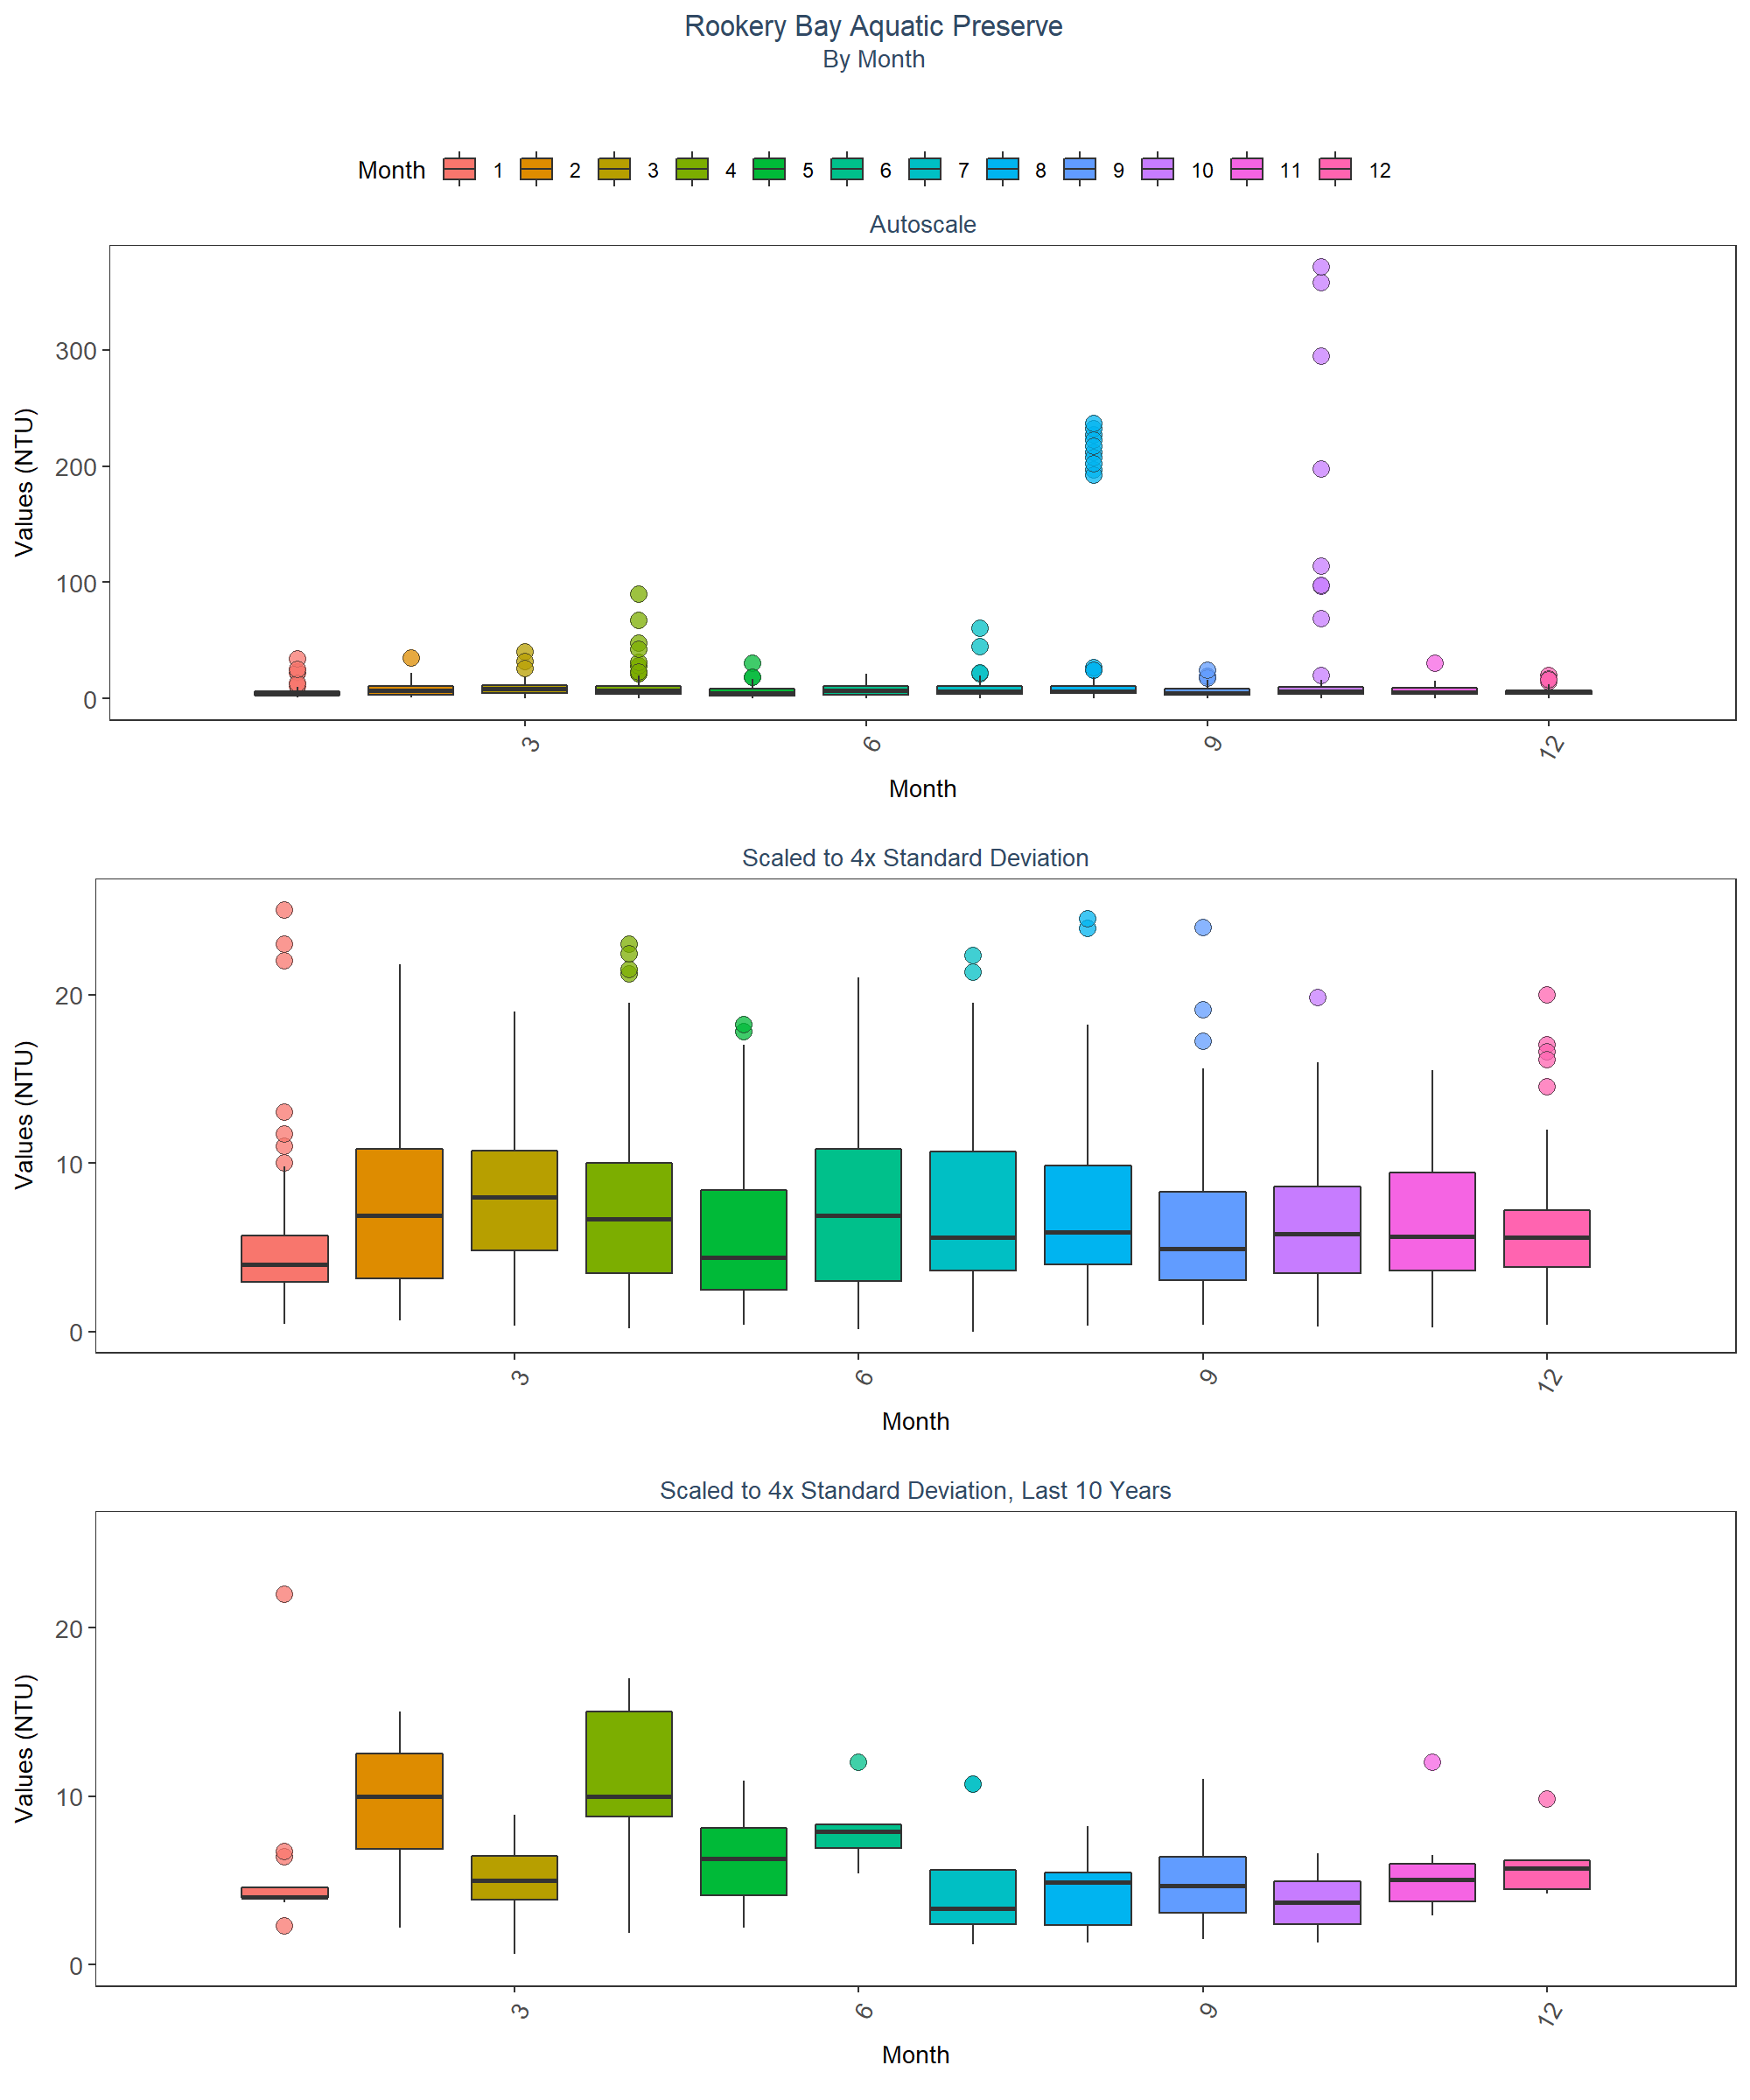 Rookery Bay Aquatic Preserve
By Month
Month 1 2 3 4 5 6 7 8 9 10 11 12
Autoscale
Values (NTU)
300
200
100
0
3 6 9 12
Month
Scaled to 4x Standard Deviation
Values (NTU)
20
10
0
3 6 9 12
Month
Scaled to 4x Standard Deviation, Last 10 Years
Values (NTU)
20
10
0
3 6 9 12
Month